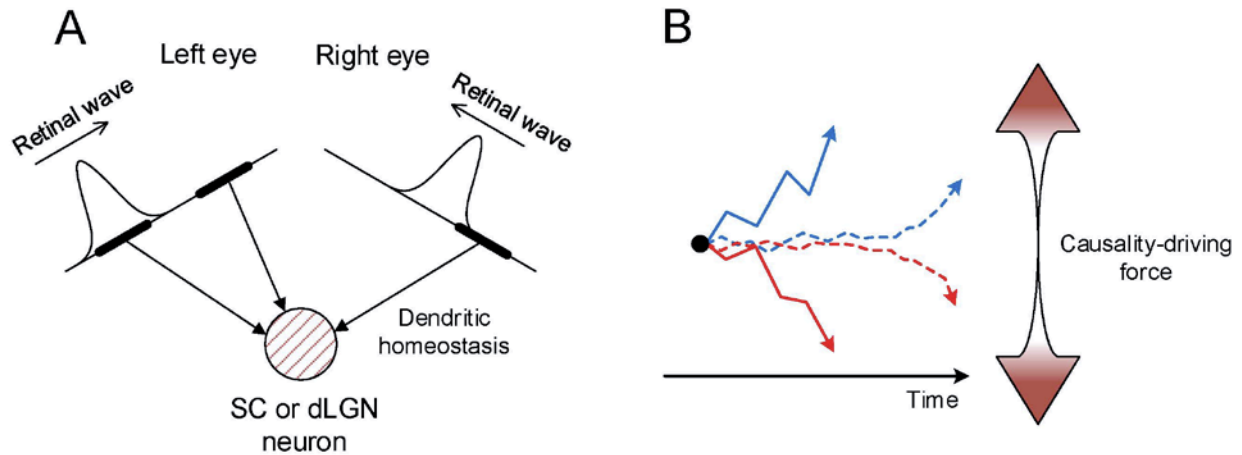 A
Left eye
Right eye
Retinal wave
Retinal wave
Dendritic
homeostasis
SC or dLGN
neuron
B
Causality-driving
force
Time